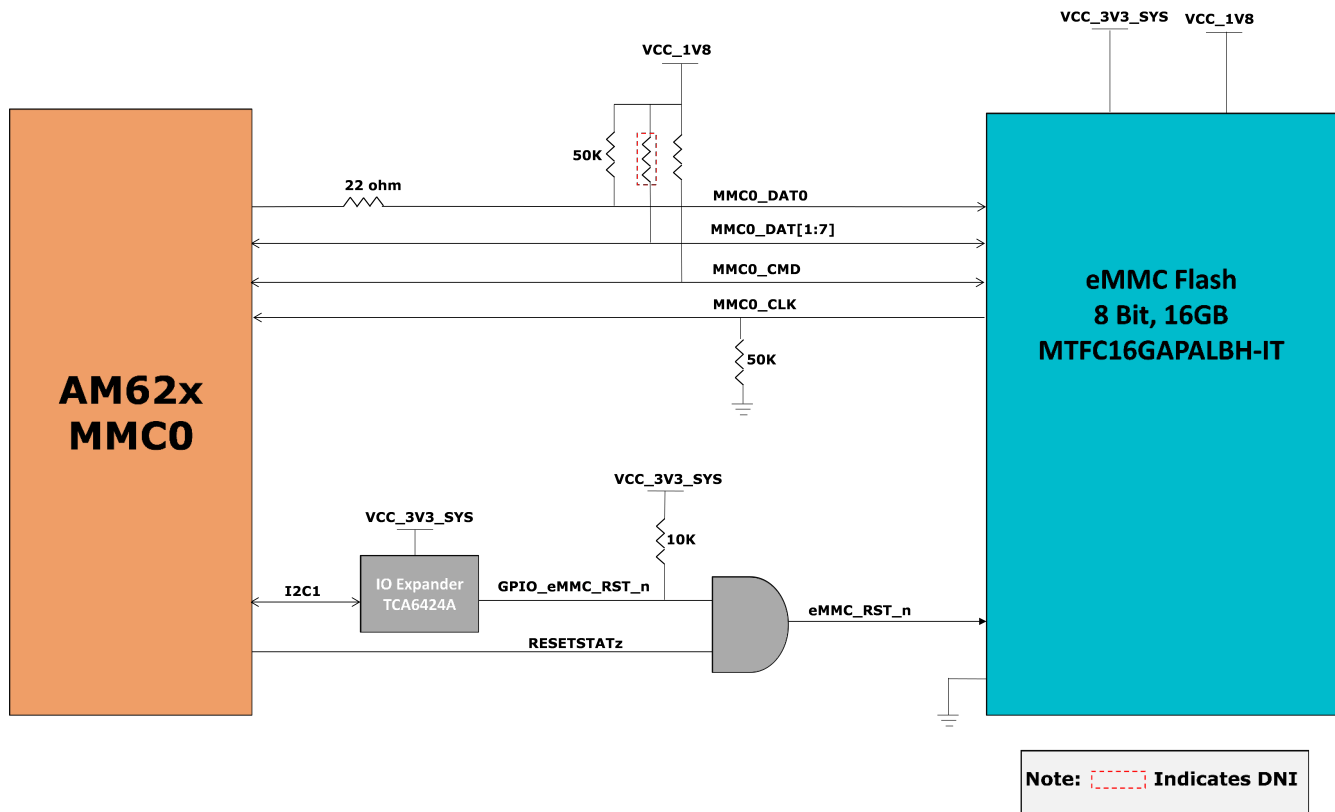 VCC_3V3_SYS
VCC_1V8
VCC_1V8
50K
22 ohm
MMC0_DAT0
MMC0_DAT[1:7]
MMC0_CMD
MMC0_CLK
50K
AM62x
MMC0
eMMC Flash
8 Bit, 16GB
MTFC16GAPALBH-IT
VCC_3V3_SYS
10K
VCC_3V3_SYS
IO Expander
TCA6424A
I2C1
GPIO_eMMC_RST_n
eMMC_RST_n
RESETSTATz
Note: Indicates DNI